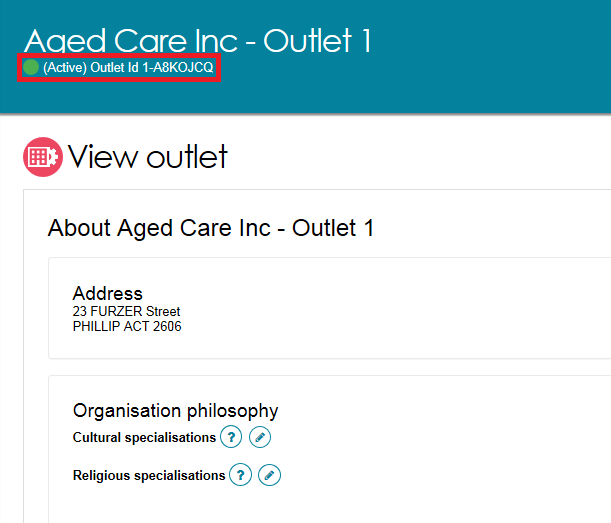 Aged Care Inc - Outlet 1
(Active) Outlet Id 1-A8KOJCQ
View outlet
About Aged Care Inc - Outlet 1
Address
23 FURZER Street
PHILLIP ACT 2606
Organisation philosophy
Cultural specialisations ?
Religious specialisations ?